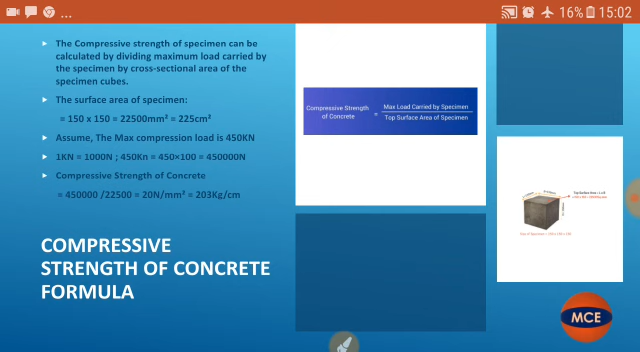 16% 15:02
The Compressive strength of specimen can be
calculated by dividing maximum load carried by
the specimen by cross-sectional area of the
specimen cubes.
The surface area of specimen:
= 150 x 150 = 22500mm² = 225cm²
Assume, The Max compression load is 450KN
1KN = 1000N ; 450Kn = 450×100 = 450000N
Compressive Strength of Concrete
= 450000 /22500 = 20N/mm² = 203Kg/cm
COMPRESSIVE
STRENGTH OF CONCRETE
FORMULA
Compressive Strength
of Concrete
=
Max Load Carried by Specimen
Top Surface Area of Specimen
MCE